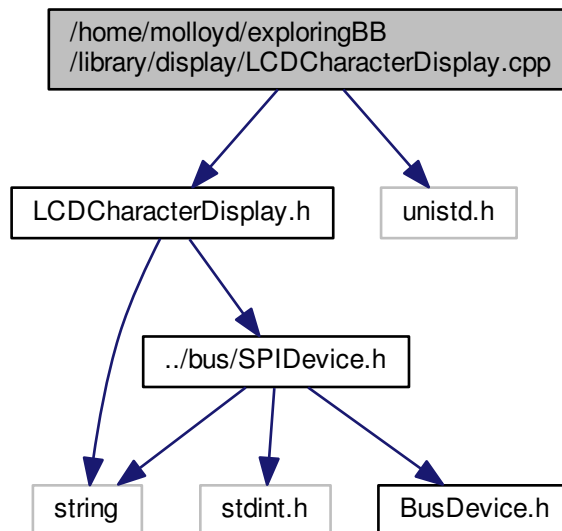 /home/molloyd/exploringBB
/library/display/LCDCharacterDisplay.cpp
LCDCharacterDisplay.h
unistd.h
../bus/SPIDevice.h
string
stdint.h
BusDevice.h